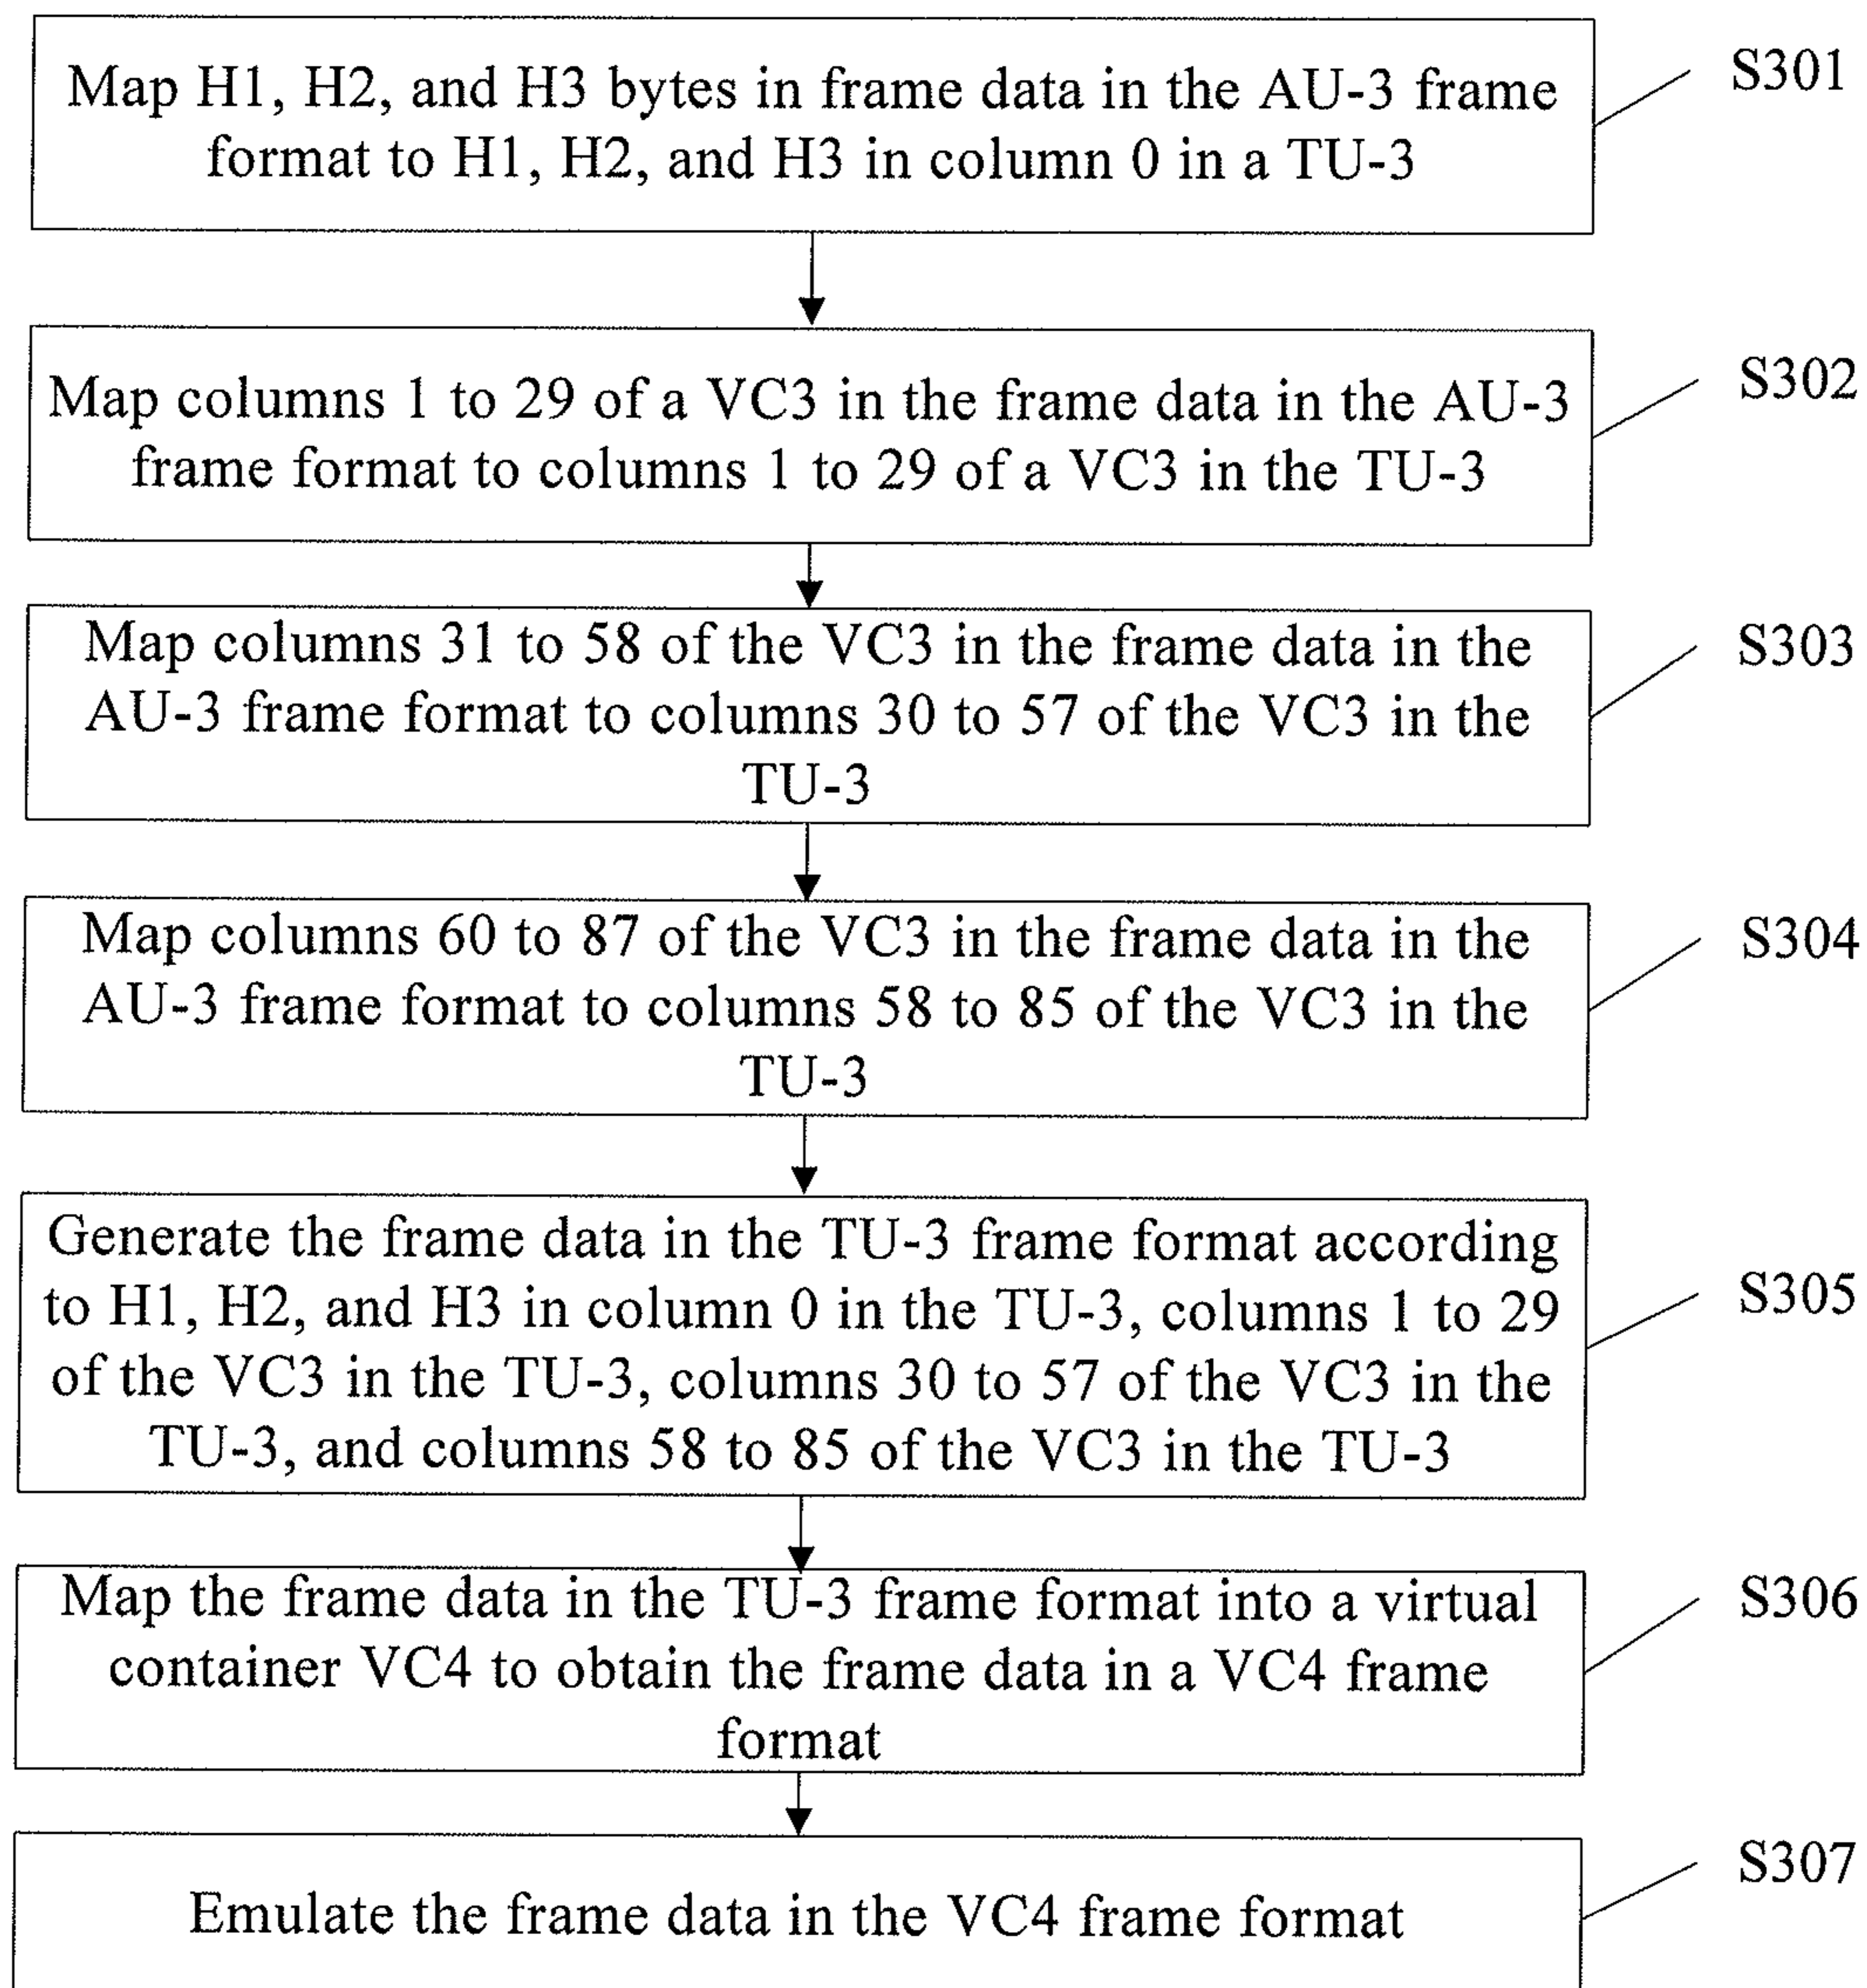 Map H1, H2, and H3 bytes in frame data in the AU-3 frame
format to H1, H2, and H3 in column 0 in a TU-3
S301
Map columns 1 to 29 of a VC3 in the frame data in the AU-3
frame format to columns 1 to 29 of a VC3 in the TU-3
S302
Map columns 31 to 58 of the VC3 in the frame data in the
AU-3 frame format to columns 30 to 57 of the VC3 in the
TU-3
S303
Map columns 60 to 87 of the VC3 in the frame data in the
AU-3 frame format to columns 58 to 85 of the VC3 in the
TU-3
S304
Generate the frame data in the TU-3 frame format according
to H1, H2, and H3 in column 0 in the TU-3, columns 1 to 29
of the VC3 in the TU-3, columns 30 to 57 of the VC3 in the
TU-3, and columns 58 to 85 of the VC3 in the TU-3
S305
Map the frame data in the TU-3 frame format into a virtual
container VC4 to obtain the frame data in a VC4 frame
format
S306
Emulate the frame data in the VC4 frame format
S307